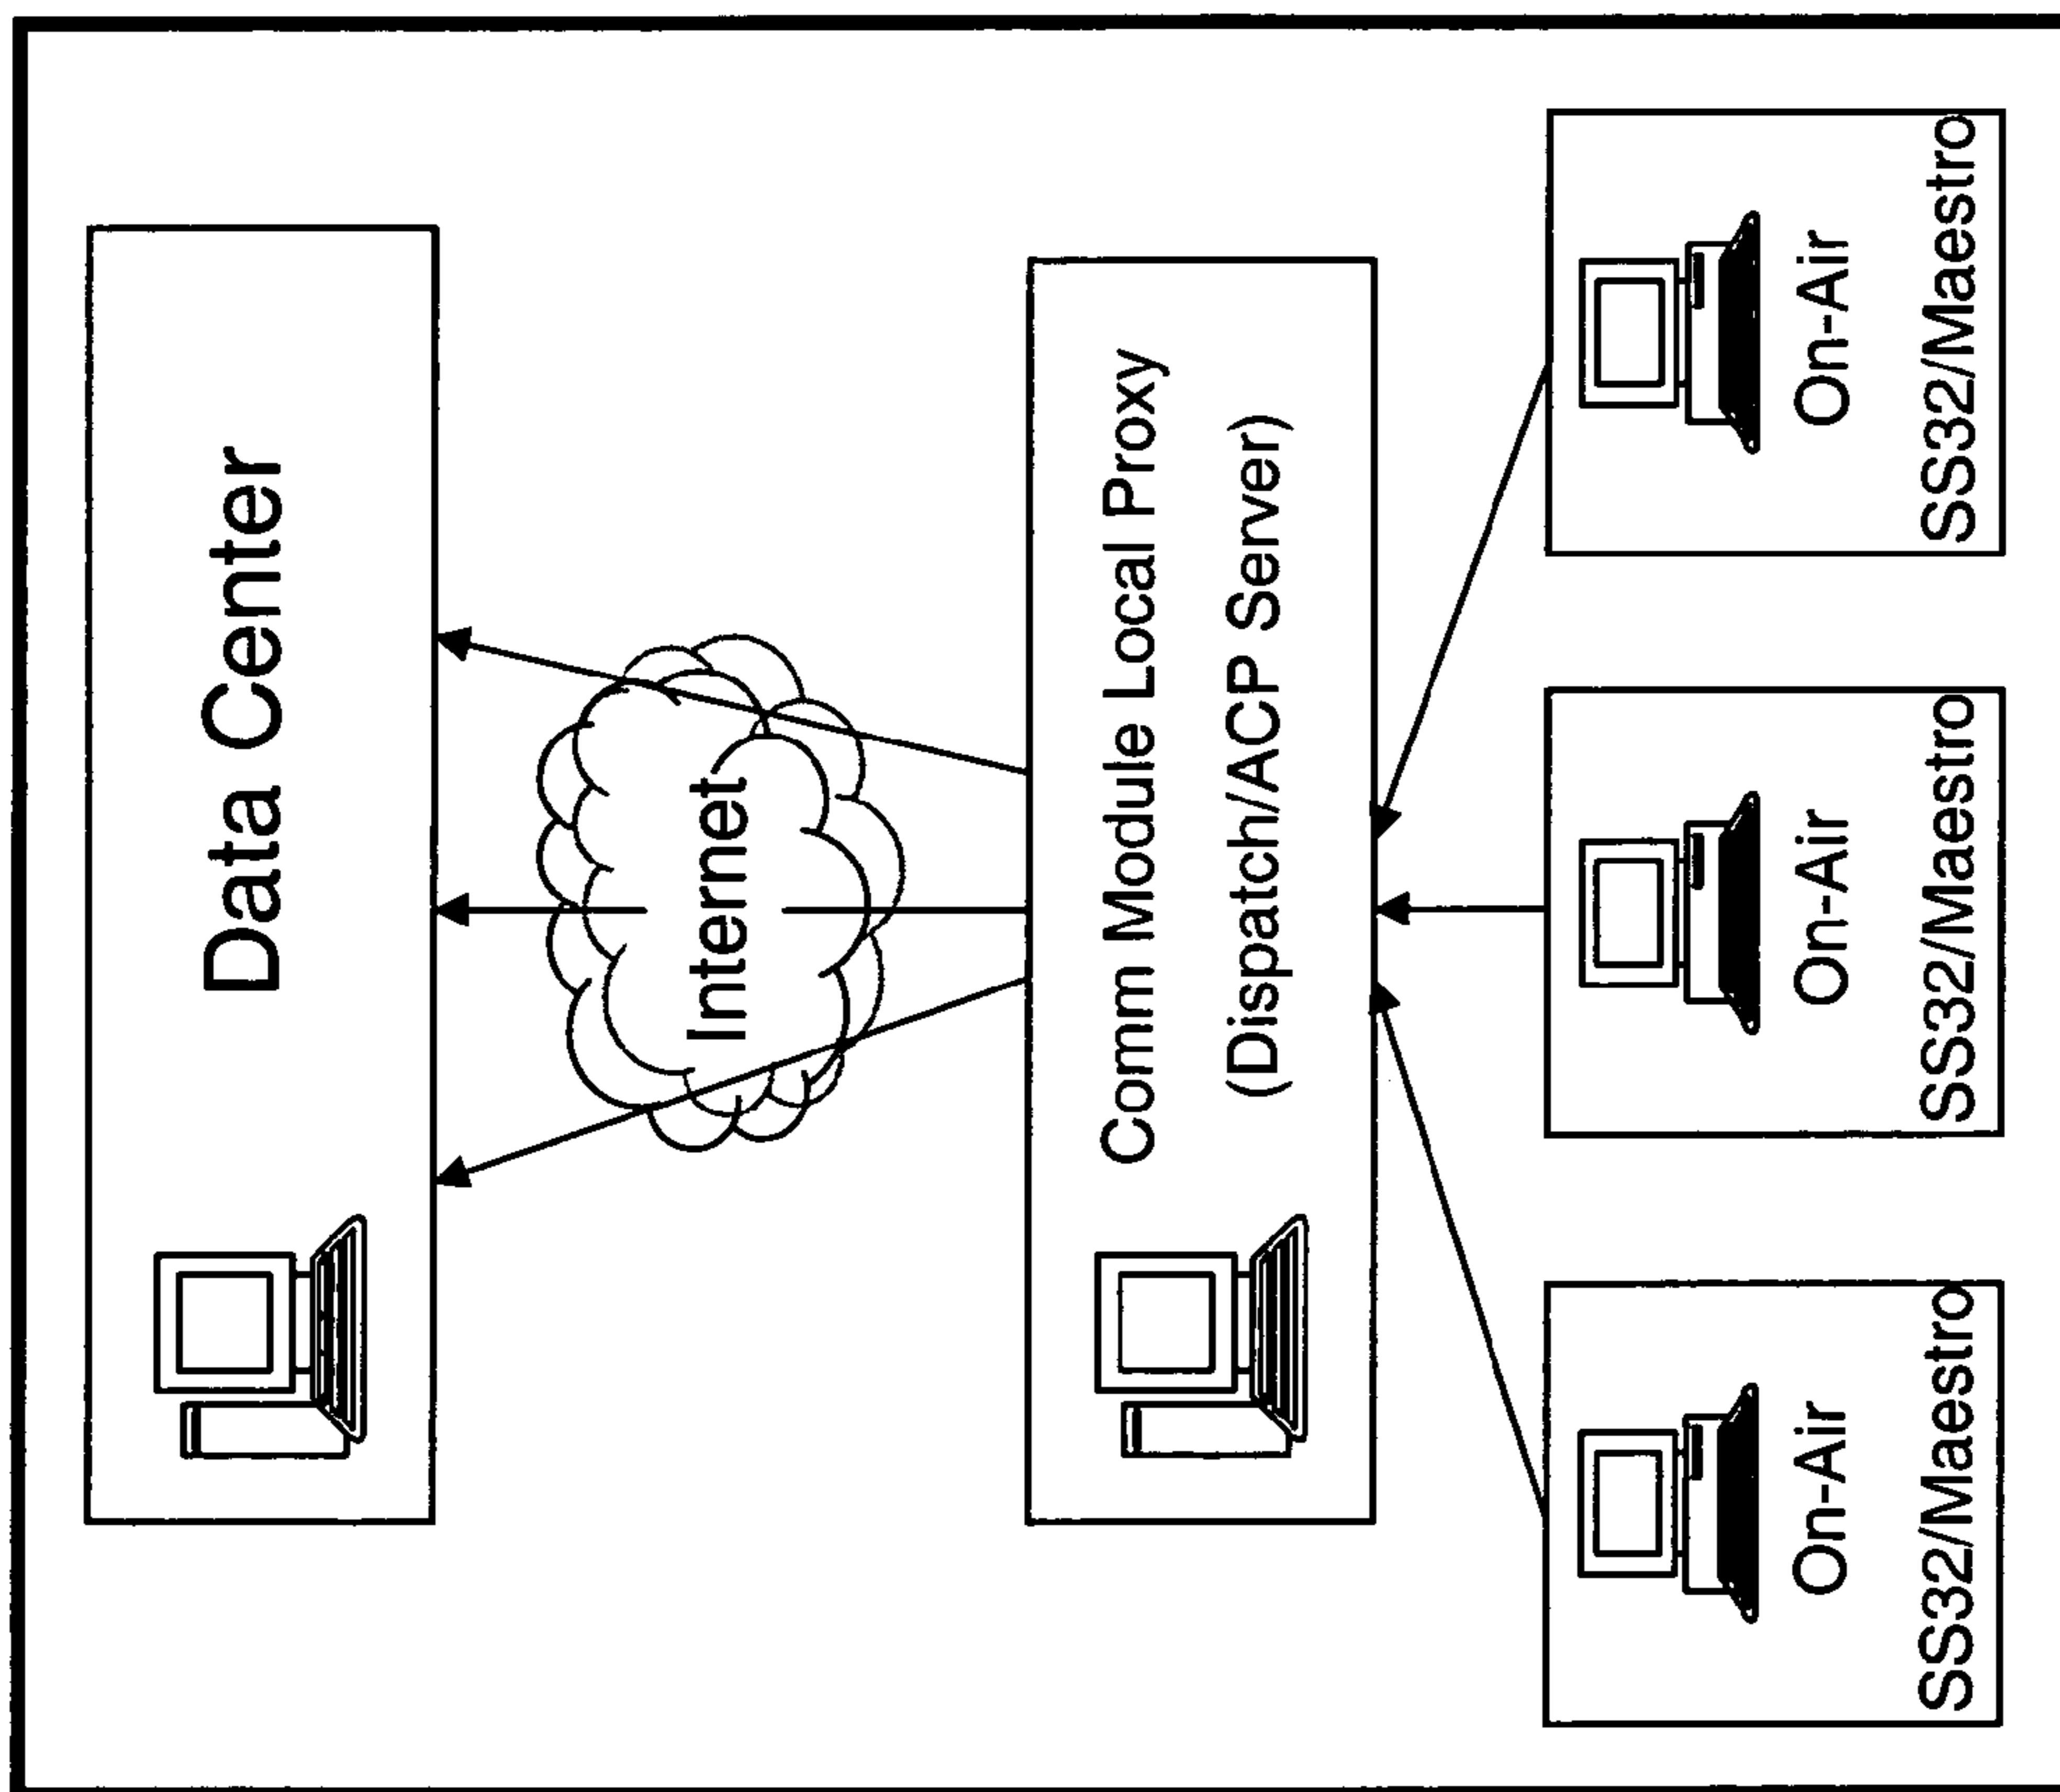 Data Center
Internet
Comm Module Local Proxy
(Dispatch/ACP Server)
On-Air
SS32/Maestro
On-Air
SS32/Maestro
On-Air
SS32/Maestro